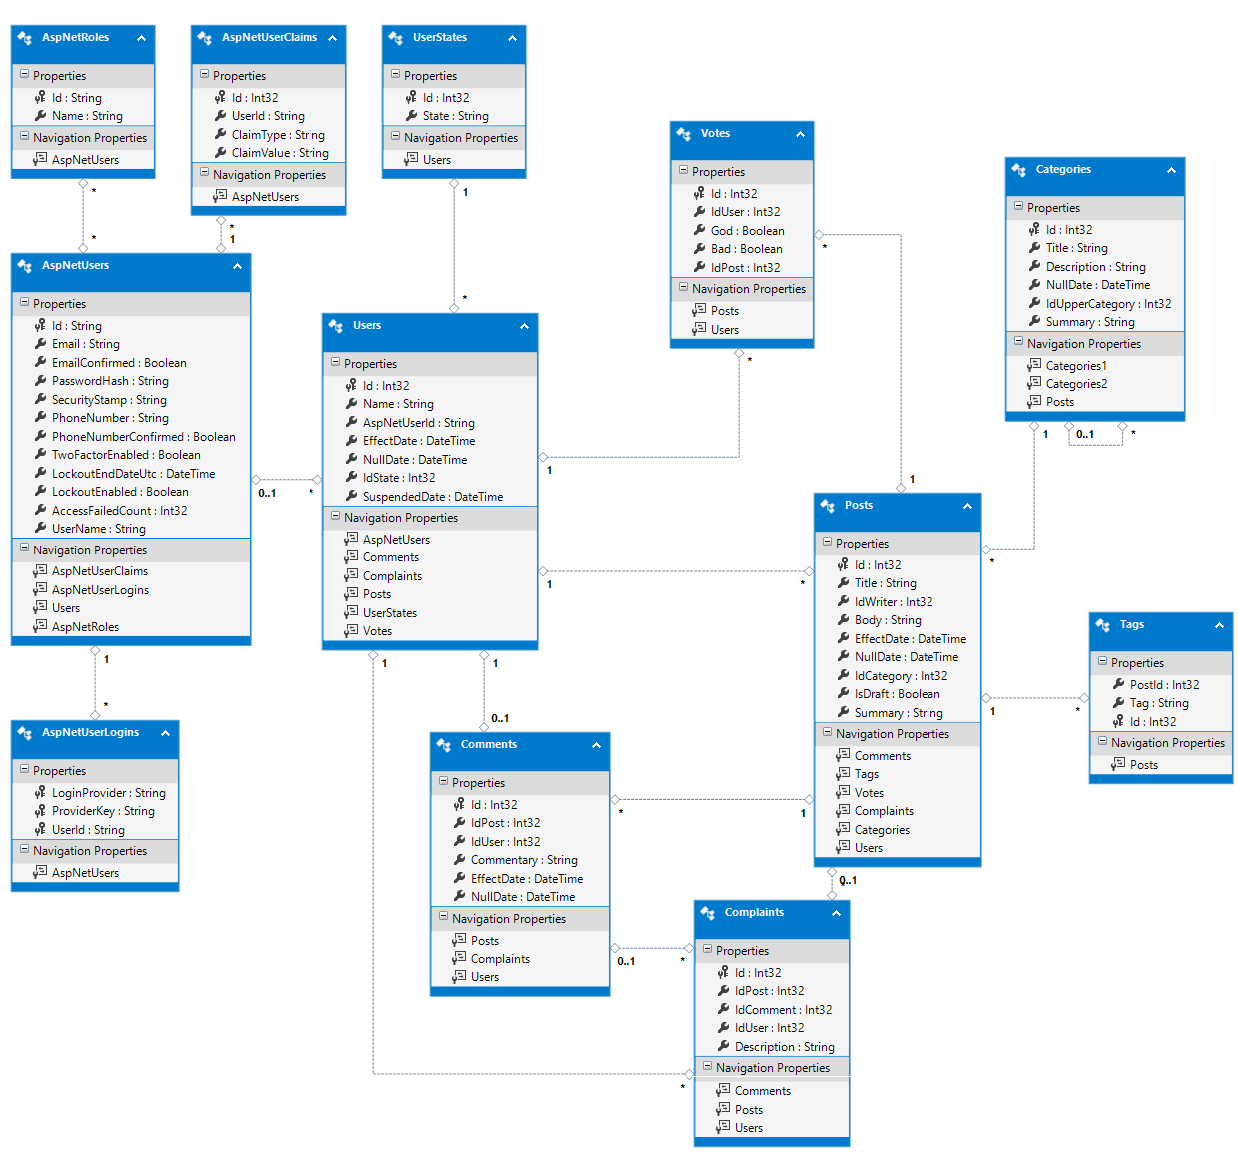 AspNetRoles
Properties
Id : String
Name : String
Navigation Properties
AspNetUsers
*
*
AspNetUserClaims
Properties
Id : Int32
UserId : String
ClaimType : String
ClaimValue : String
Navigation Properties
AspNetUsers
*
1
UserStates
Properties
Id : Int32
State : String
Navigation Properties
Users
1
*
AspNetUsers
Properties
Id : String
Email : String
EmailConfirmed : Boolean
PasswordHash : String
SecurityStamp : String
PhoneNumber : String
PhoneNumberConfirmed : Boolean
TwoFactorEnabled : Boolean
LockoutEndDateUtc : DateTime
LockoutEnabled : Boolean
AccessFailedCount : Int32
UserName : String
Navigation Properties
AspNetUserClaims
AspNetUserLogins
Users
AspNetRoles
0..1
*
1
*
AspNetUserLogins
Properties
LoginProvider : String
ProviderKey : String
UserId : String
Navigation Properties
AspNetUsers
Users
Properties
Id : Int32
Name : String
AspNetUserId : String
EffectDate : DateTime
NullDate : DateTime
IdState : Int32
SuspendedDate : DateTime
Navigation Properties
AspNetUsers
Comments
Complaints
Posts
UserStates
Votes
1
*
1
*
1
1
0..1
Votes
Properties
Id : Int32
IdUser : Int32
God : Boolean
Bad : Boolean
IdPost : Int32
Navigation Properties
Posts
Users
*
1
Categories
Properties
Id : Int32
Title : String
Description : String
NullDate : DateTime
IdUpperCategory : Int32
Summary : String
Navigation Properties
Categories1
Categories2
Posts
1
0..1
*
*
Posts
Properties
Id : Int32
Title : String
IdWriter : Int32
Body : String
EffectDate : DateTime
NullDate : DateTime
IdCategory : Int32
IsDraft : Boolean
Summary : String
Navigation Properties
Comments
Tags
Votes
Complaints
Categories
Users
1
*
Tags
Properties
PostId : Int32
Tag : String
Id : Int32
Navigation Properties
Posts
Comments
Properties
Id : Int32
IdPost : Int32
IdUser : Int32
Commentary : String
EffectDate : DateTime
NullDate : DateTime
Navigation Properties
Posts
Complaints
Users
*
1
0..1
*
0..1
Complaints
Properties
Id : Int32
IdPost : Int32
IdComment : Int32
IdUser : Int32
Description : String
Navigation Properties
Comments
Posts
Users
*